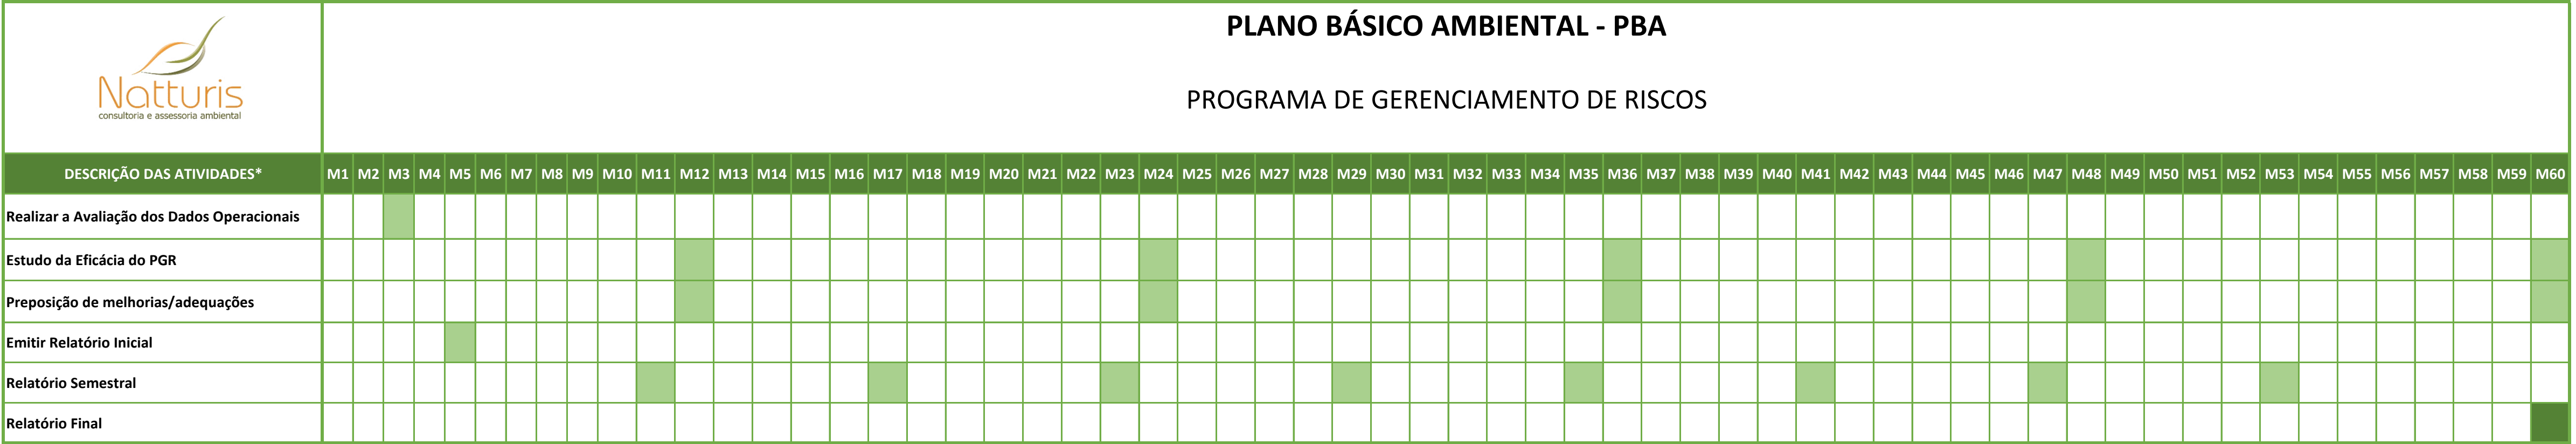 Natturis
consultoria e assessoria ambiental
PLANO BÁSICO AMBIENTAL - PBA
PROGRAMA DE GERENCIAMENTO DE RISCOS
DESCRIÇÃO DAS ATIVIDADES* M1 M2 M3 M4 M5 M6 M7 M8 M9 M10 M11 M12 M13 M14 M15 M16 M17 M18 M19 M20 M21 M22 M23 M24 M25 M26 M27 M28 M29 M30 M31 M32 M33 M34 M35 M36 M37 M38 M39 M40 M41 M42 M43 M44 M45 M46 M47 M48 M49 M50 M51 M52 M53 M54 M55 M56 M57 M58 M59 M60
Realizar a Avaliação dos Dados Operacionais
Estudo da Eficácia do PGR
Preposição de melhorias/adequações
Emitir Relatório Inicial
Relatório Semestral
Relatório Final